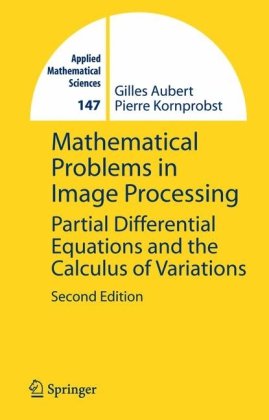 Applied
Mathematical
Sciences
147
Gilles Aubert
Pierre Kornprobst
Mathematical
Problems in
Image Processing
Partial Differential
Equations and the
Calculus of Variations
Second Edition
Springer